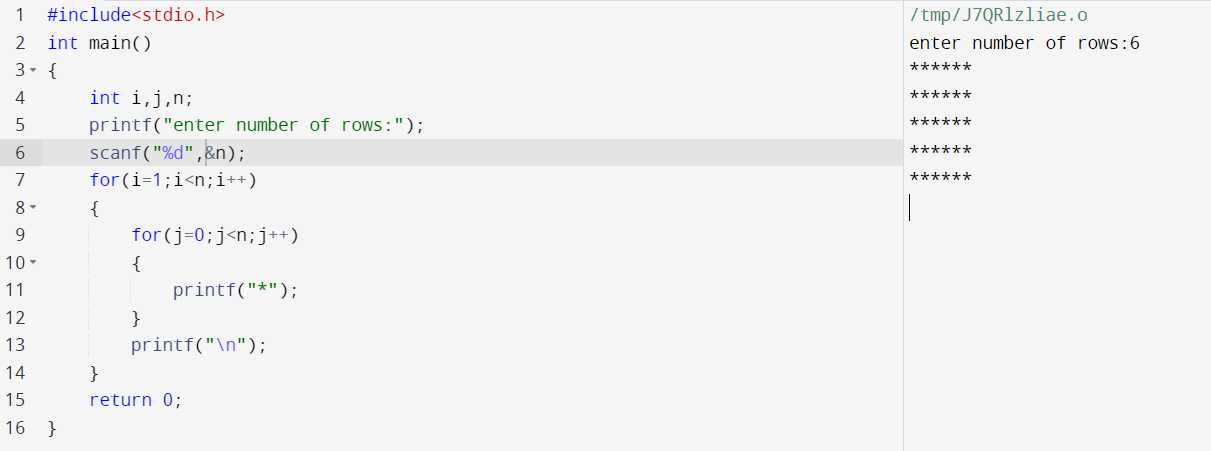 1 #include<stdio.h>
2 int main()
3 {
4     int i,j,n;
5     printf("enter number of rows:");
6     scanf("%d",&n);
7     for(i=1;i<n;i++)
8     {
9         for(j=0;j<n;j++)
10         {
11             printf("*");
12         }
13         printf("\n");
14     }
15     return 0;
16 }
/tmp/J7QRlzliae.o
enter number of rows:6
******
******
******
******
******